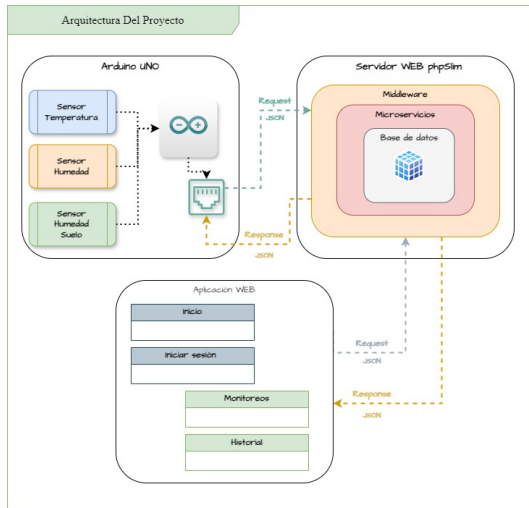 Arquitectura Del Proyecto
Arduino UNO
Sensor
Temperatura
Sensor
Humedad
Sensor
Humedad
Suelo
Request
JSON
Response
JSON
Servidor WEB phpSlim
Middleware
Microservicios
Base de datos
Aplicación WEB
Inicio
Iniciar sesión
Monitoreos
Historial
Request
JSON
Response
JSON